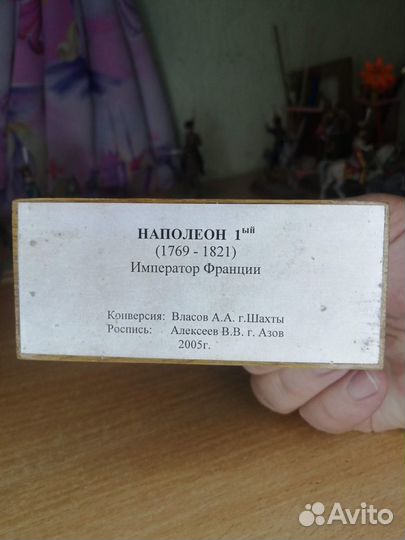 НАПОЛЕОН 1ый
(1769 - 1821)
Император Франции
Конверсия: Власов А.А. г.Шахты
Роспись: Алексеев В.В. г. Азов
2005г.
Avito